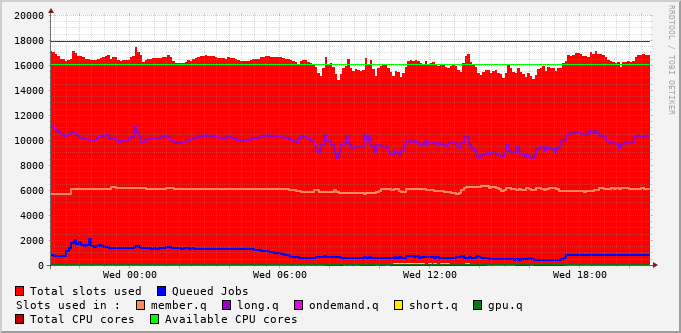 20000
18000
16000
14000
12000
10000
8000
6000
4000
2000
0
Wed 00:00 Wed 06:00 Wed 12:00 Wed 18:00
RRDTOOL / TOBI OETIKER
Total slots used Queued Jobs
Slots used in : member.q long.q ondemand.q short.q gpu.q
Total CPU cores Available CPU cores